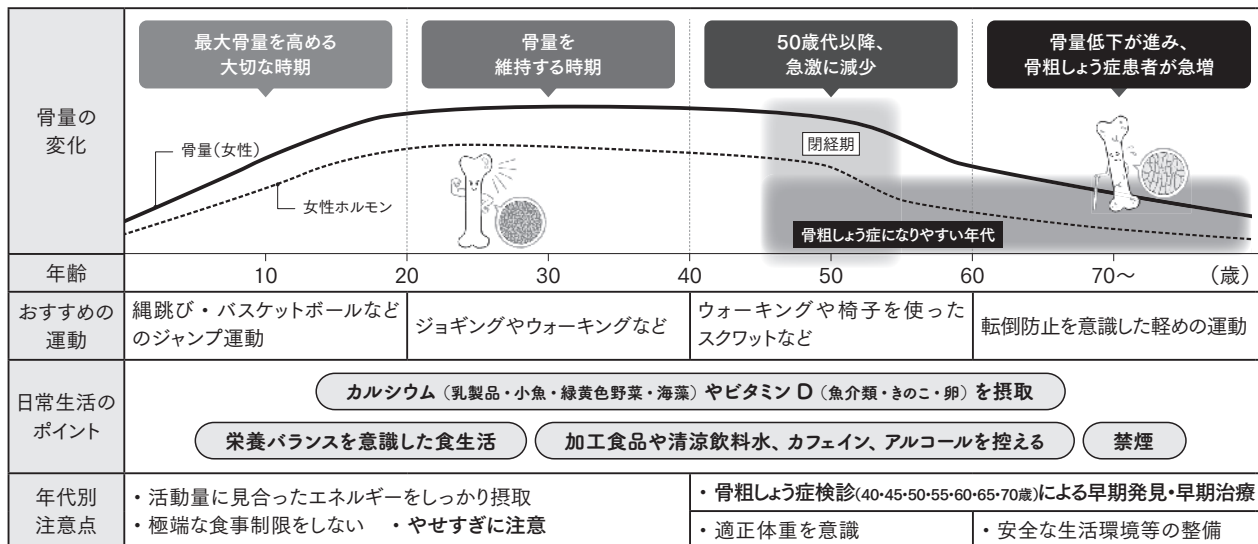 骨量の
変化
最大骨量を高める
大切な時期
骨量を
維持する時期
50歳代以降、
急激に減少
骨量低下が進み、
骨粗しょう症患者が急増
骨量(女性)
女性ホルモン
閉経期
骨粗しょう症になりやすい年代
年齢 10 20 30 40 50 60 70〜 (歳)
おすすめの
運動
縄跳び・バスケットボールなど
のジャンプ運動
ジョギングやウォーキングなど
ウォーキングや椅子を使った
スクワットなど
転倒防止を意識した軽めの運動
日常生活の
ポイント
カルシウム(乳製品・小魚・緑黄色野菜・海藻)やビタミンD(魚介類・きのこ・卵)を摂取
栄養バランスを意識した食生活
加工食品や清涼飲料水、カフェイン、アルコールを控える
禁煙
年代別
注意点
・活動量に見合ったエネルギーをしっかり摂取
・極端な食事制限をしない ・やせすぎに注意
・骨粗しょう症検診(40・45・50・55・60・65・70歳)による早期発見・早期治療
・適正体重を意識
・安全な生活環境等の整備